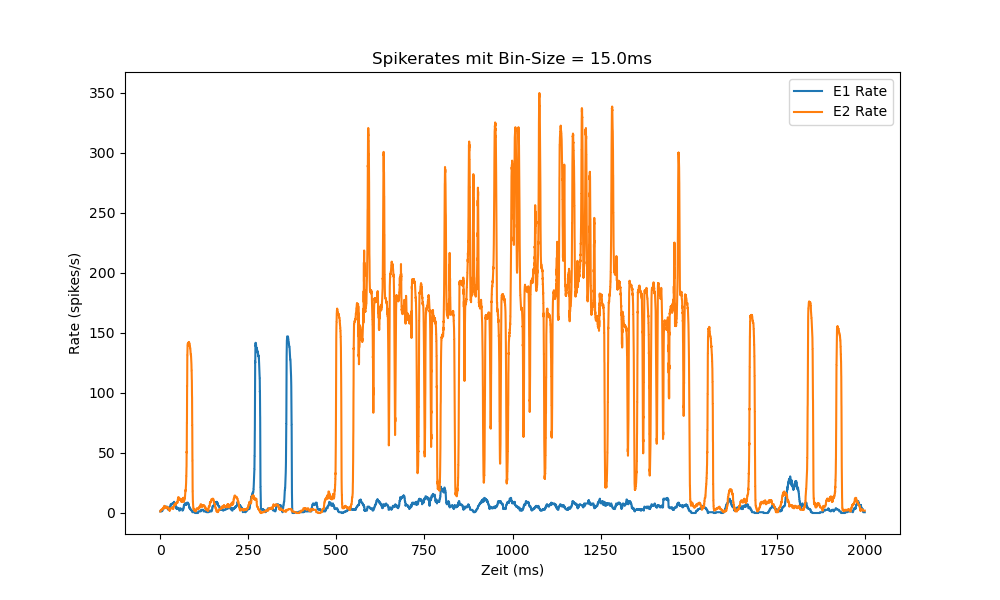 Spikerates mit Bin-Size = 15.0ms
E1 Rate
E2 Rate
350
300
250
200
150
100
50
0
Rate (spikes/s)
0 250 500 750 1000 1250 1500 1750 2000
Zeit (ms)